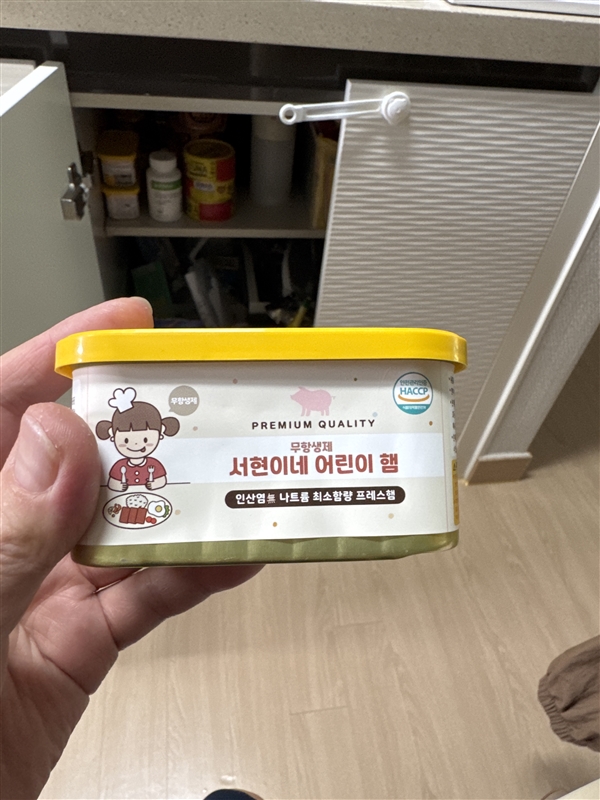 무항생제
HACCP
PREMIUM QUALITY
무항생제
서현이네 어린이 햄
인산염無 나트륨 최소함량 프레스햄